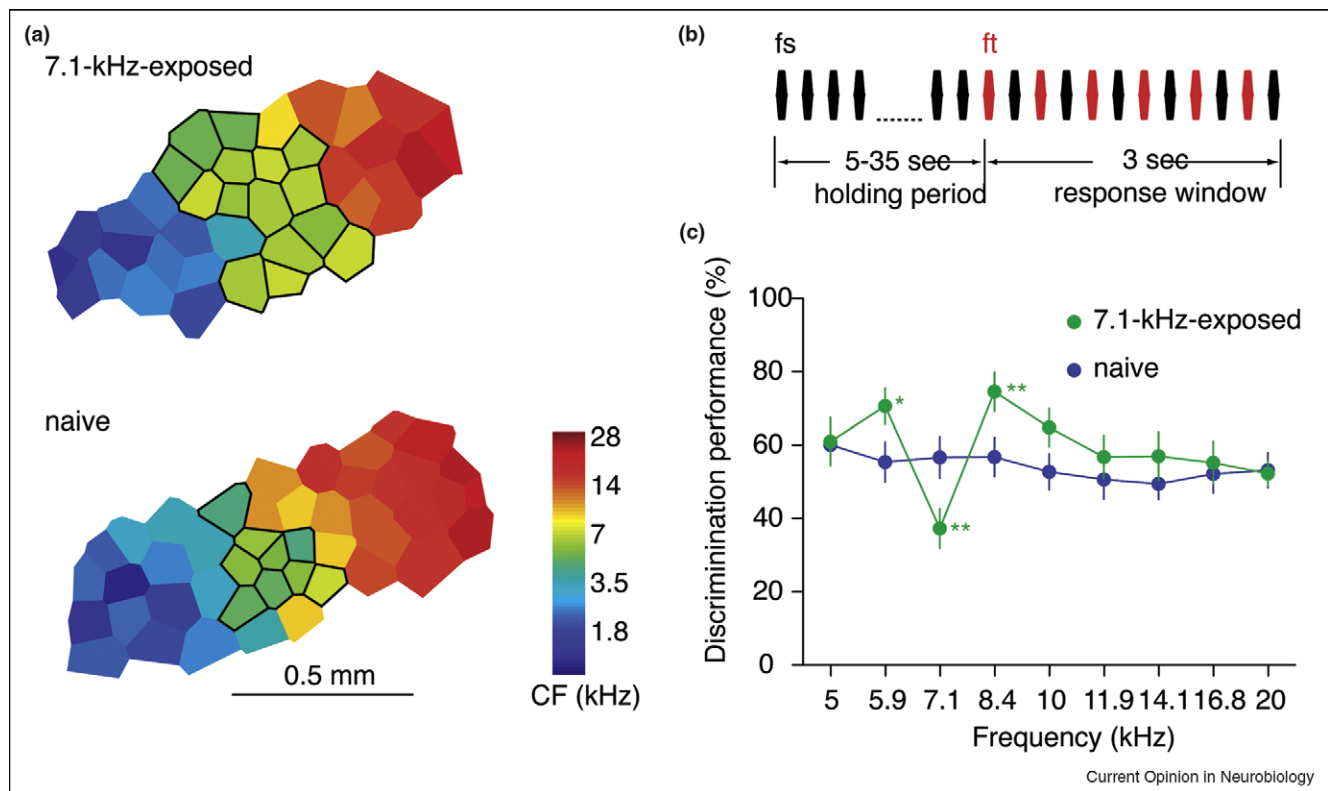 (a)
7.1-kHz-exposed
naive
28
14
7
3.5
1.8
CF (kHz)
0.5 mm
(b)
fs
ft
5-35 sec
holding period
3 sec
response window
(c)
Discriminination performance (%)
100
80
60
40
20
0
7.1-kHz-exposed
naive
*
**
**
5 5.9 7.1 8.4 10 11.9 14.1 16.8 20
Frequency (kHz)
Current Opinion in Neurobiology